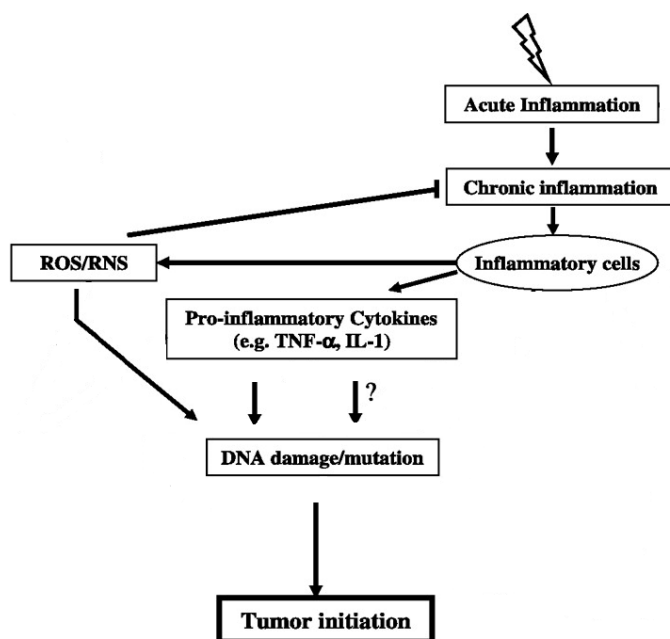 Acute Inflammation
Chronic inflammation
ROS/RNS
Inflammatory cells
Pro-inflammatory Cytokines
(e.g. TNF-α, IL-1)
?
DNA damage/mutation
Tumor initiation